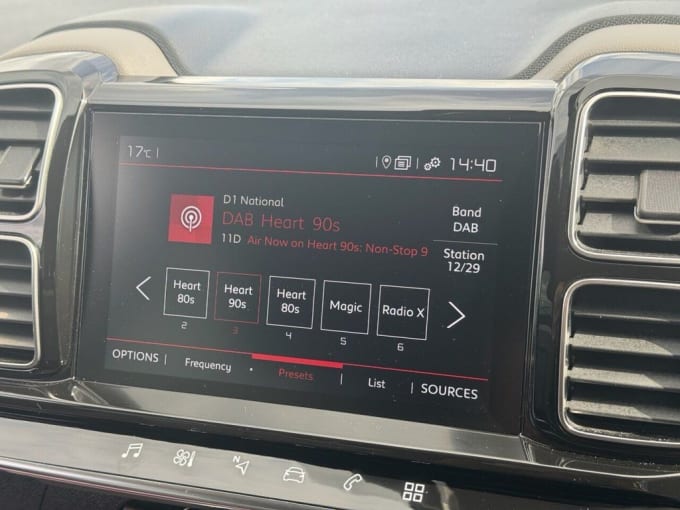 17°C
14:40
D1 National
DAB Heart 90s
11D Air Now on Heart 90s: Non-Stop 9
Band
DAB
Station
12/29
Heart
80s
Heart
90s
Heart
80s
Magic
Radio X
2
3
4
5
6
OPTIONS
Frequency
Presets
List
SOURCES
N